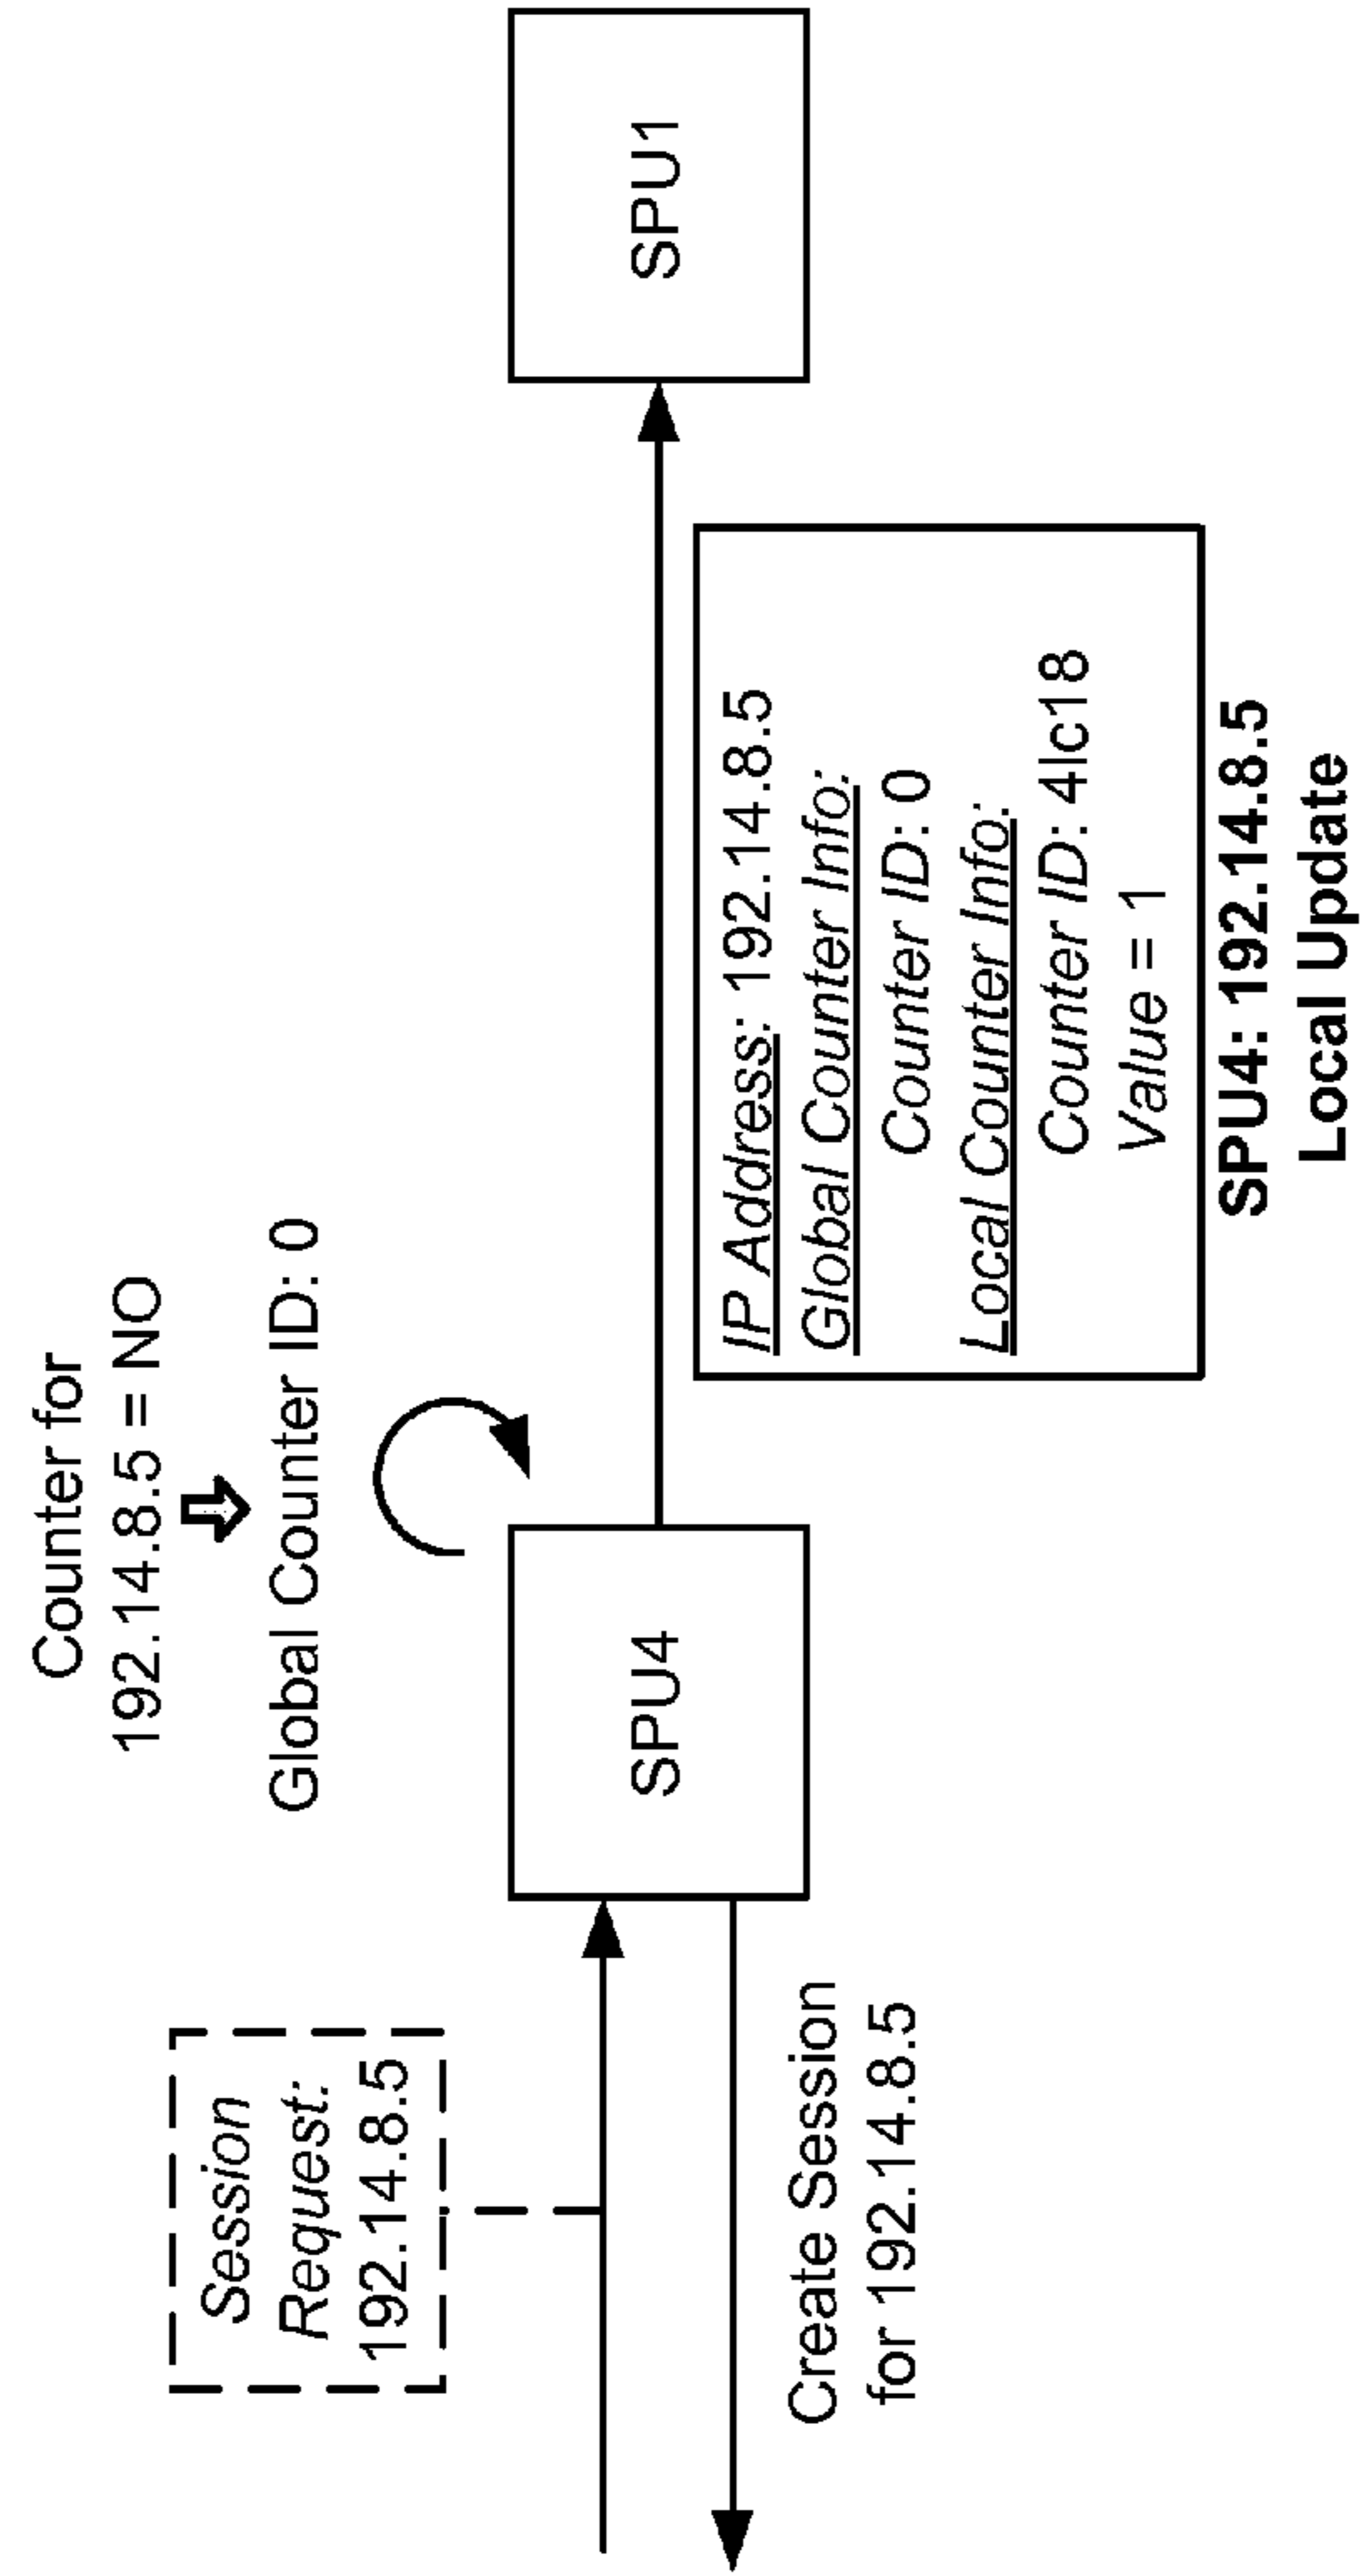 Counter for
192.14.8.5 = NO
Global Counter ID: 0
Session
Request:
192.14.8.5
SPU4
SPU1
Create Session
for 192.14.8.5
IP Address: 192.14.8.5
Global Counter Info:
Counter ID: 0
Local Counter Info:
Counter ID: 4lc18
Value = 1
SPU4: 192.14.8.5
Local Update